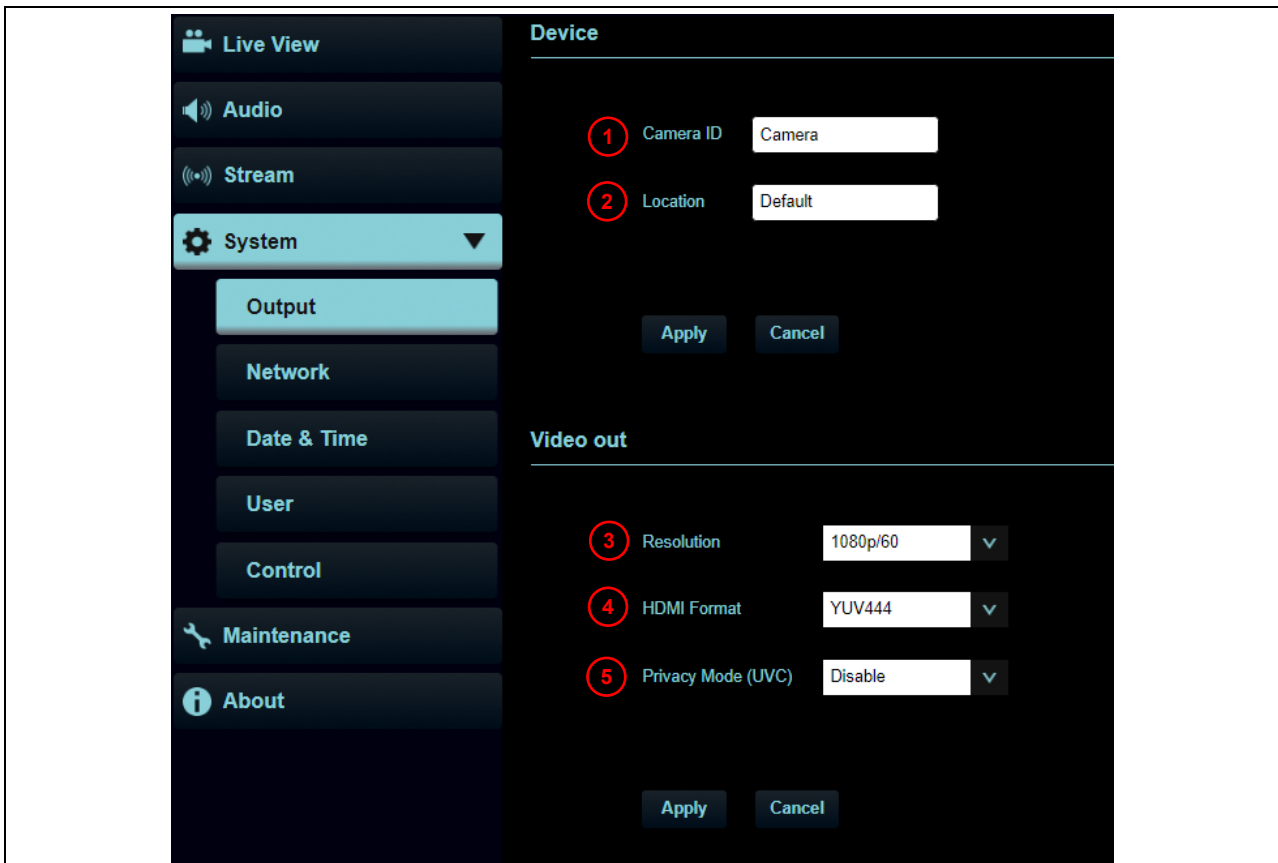 Live View
Audio
Stream
System
Output
Network
Date & Time
User
Control
Maintenance
About
Device
1 Camera ID Camera
2 Location Default
Apply Cancel
Video out
3 Resolution 1080p/60
4 HDMI Format YUV444
5 Privacy Mode (UVC) Disable
Apply Cancel